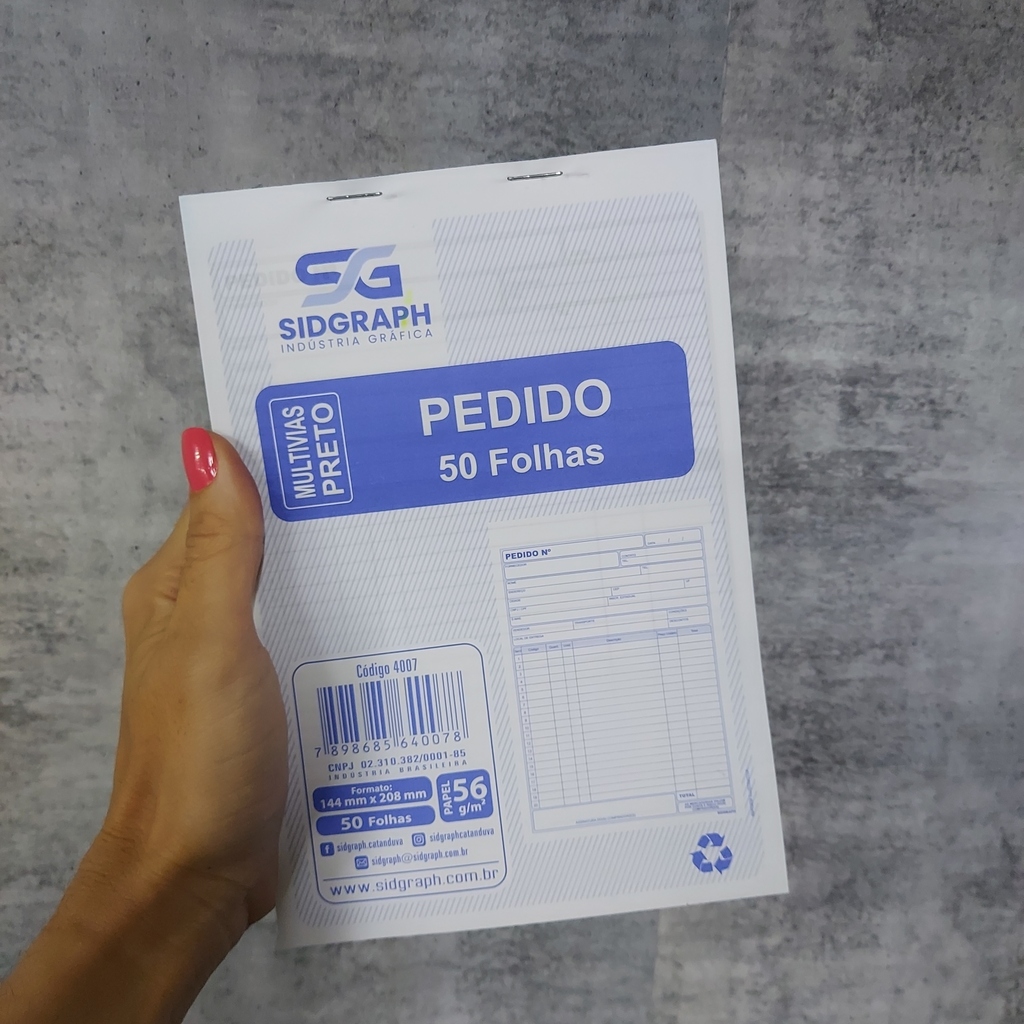 SG
SIDGRAPH
INDÚSTRIA GRÁFICA
MULTIVIAS
PRETO
PEDIDO
50 Folhas
PEDIDO Nº
TOTAL
Código 4007
7 898685 640078
CNPJ 02.310.382/0001-85
INDÚSTRIA BRASILEIRA
Formato:
144 mm x 208 mm
50 Folhas
PAPEL
56
g/m²
sidgraph.catanduva
sidgraphcatanduva
sidgraph@sidgraph.com.br
www.sidgraph.com.br